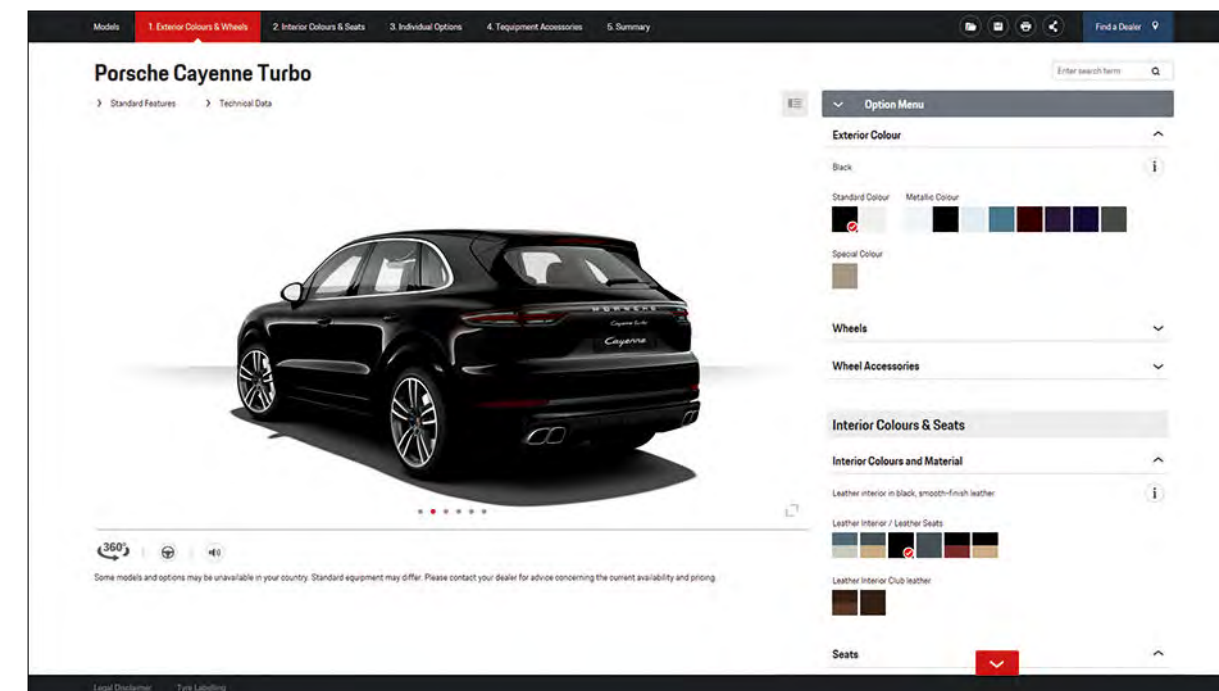 Models 1. Exterior Colours & Wheels 2. Interior Colours & Seats 3. Individual Options 4. Tequipment Accessories 5. Summary Find a Dealer
Porsche Cayenne Turbo
Enter search term
Standard Features Technical Data
Option Menu
Exterior Colour
Black
i
Standard Colour Metallic Colour
Special Colour
PORSCHE
Cayenne Turbo
Cayenne
Wheels
Wheel Accessories
Interior Colours & Seats
Interior Colours and Material
Leather interior in black, smooth-finish leather
i
Leather Interior / Leather Seats
360°
Some models and options may be unavailable in your country. Standard equipment may differ. Please contact your dealer for advice concerning the current availability and pricing.
Leather Interior Club leather
Seats
Legal Disclaimer Tyre Labelling